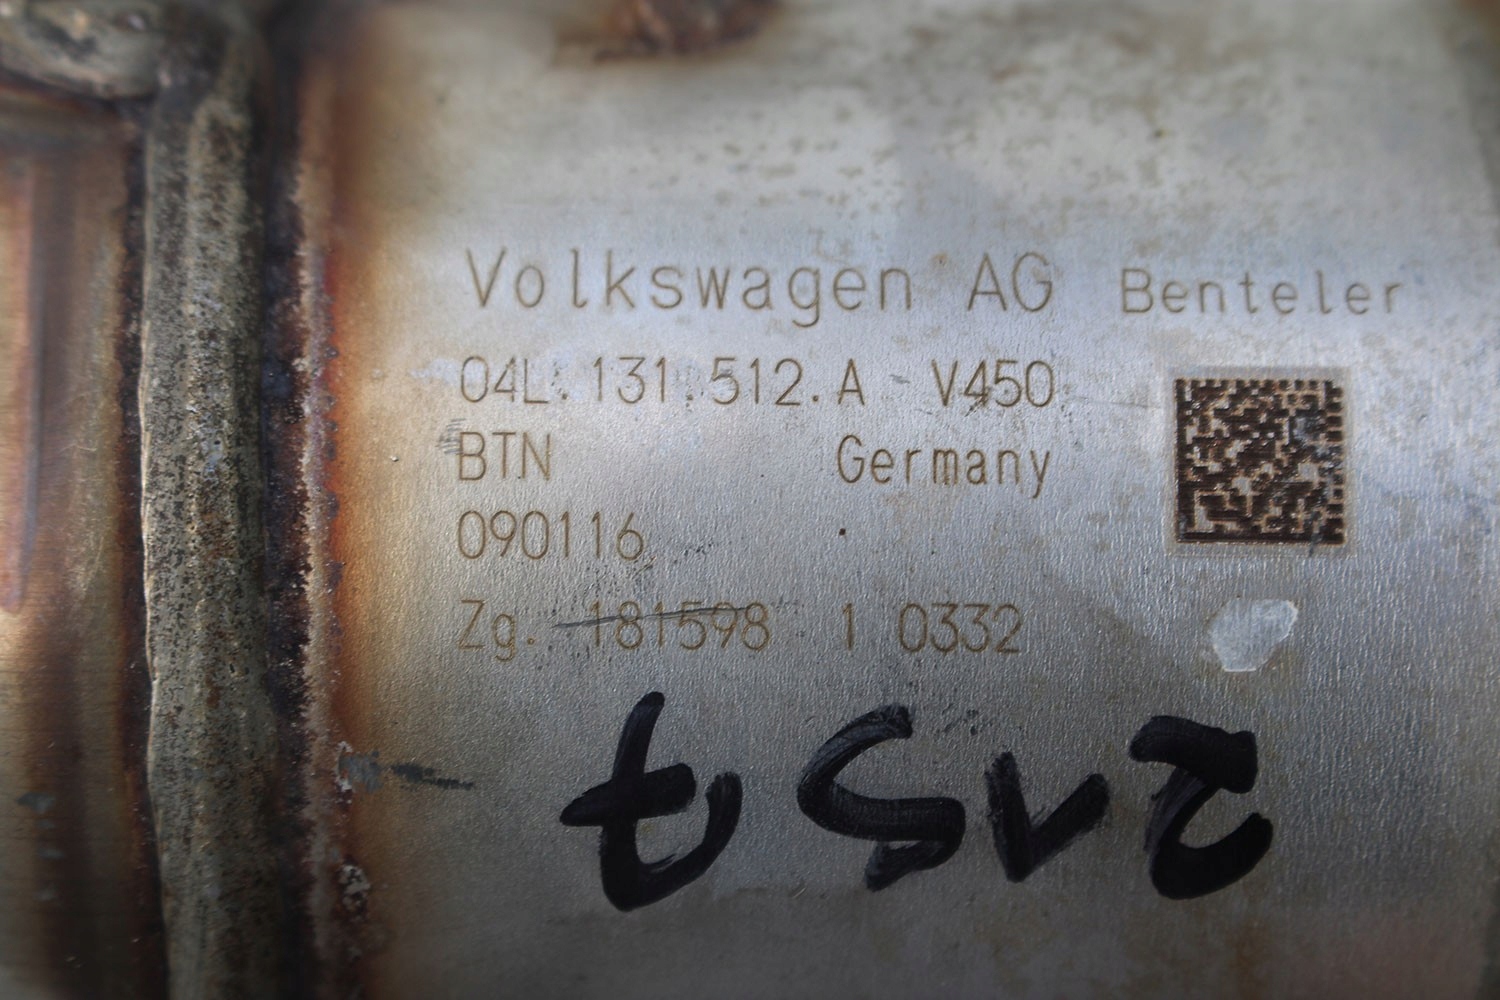 Volkswagen AG Benteler
04L.131.512.A V450
BTN Germany
090116
Zg. 181598 1 0332